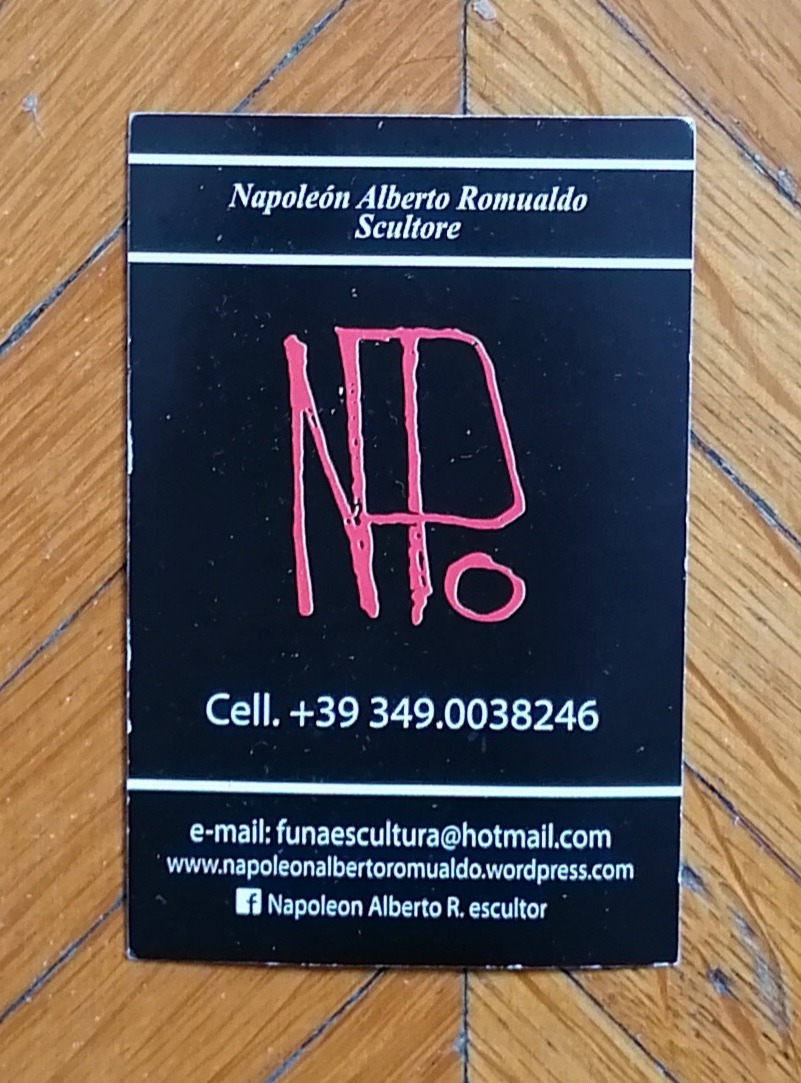 Napoleón Alberto Romualdo
Scultore
NP.
Cell. +39 349.0038246
e-mail: funaescultura@hotmail.com
www.napoleonalbertoromualdo.wordpress.com
f Napoleon Alberto R. escultor